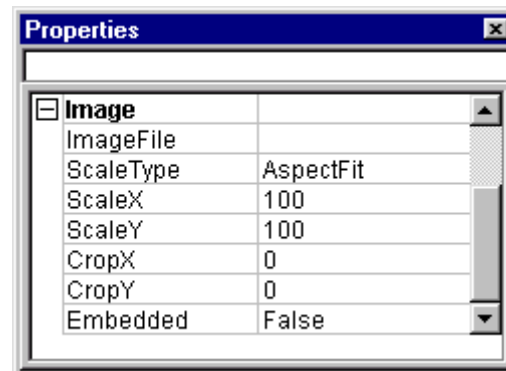 Properties
Image
ImageFile
ScaleType AspectFit
ScaleX 100
ScaleY 100
CropX 0
CropY 0
Embedded False